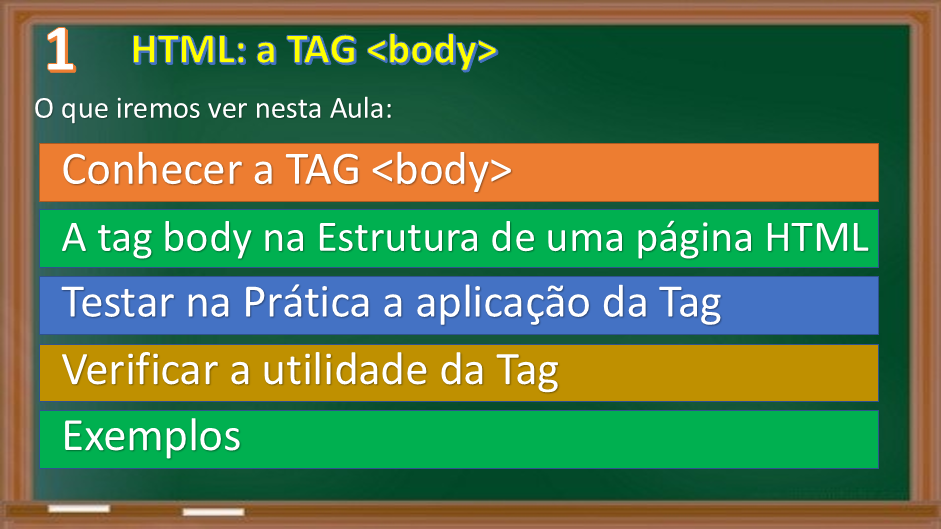 1
HTML: a TAG <body>
O que iremos ver nesta Aula:
Conhecer a TAG <body>
A tag body na Estrutura de uma página HTML
Testar na Prática a aplicação da Tag
Verificar a utilidade da Tag
Exemplos